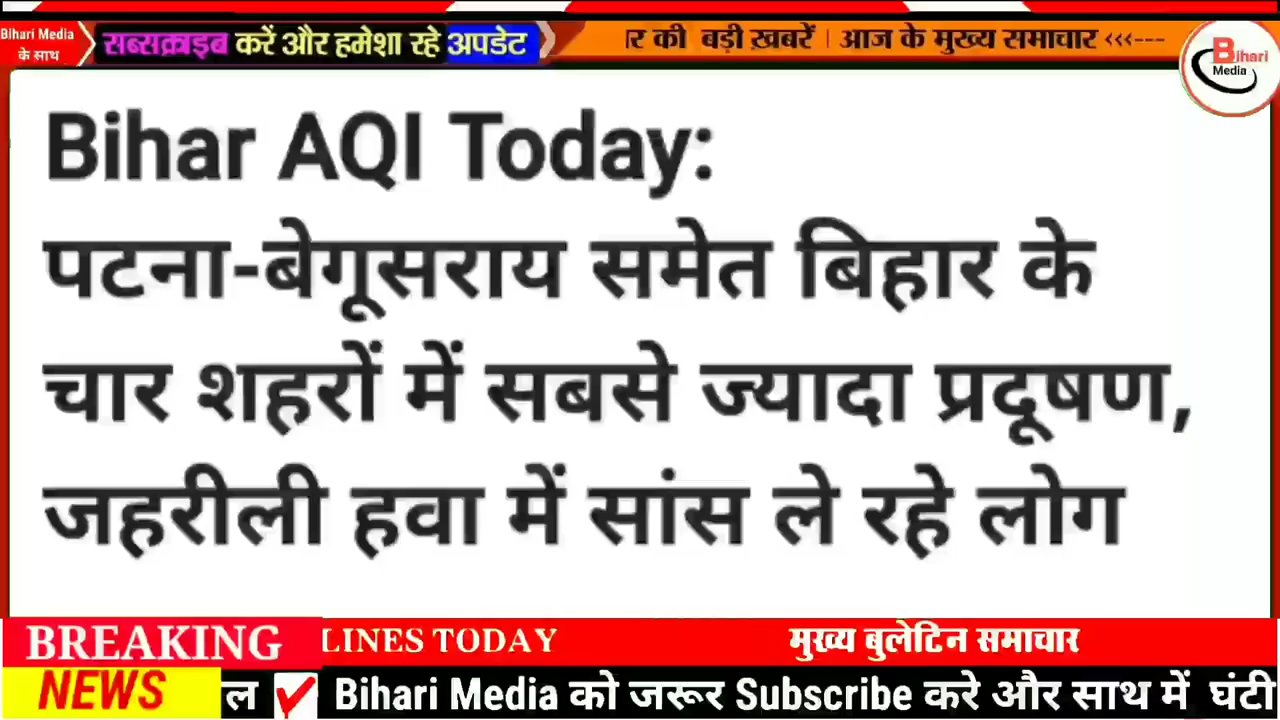 Bihari Media
के साथ
सब्सक्राइब करें और हमेशा रहे अपडेट
र की बड़ी ख़बरें | आज के मुख्य समाचार <<<---
Bihari
Media
Bihar AQI Today:
पटना-बेगूसराय समेत बिहार के
चार शहरों में सबसे ज्यादा प्रदूषण,
जहरीली हवा में सांस ले रहे लोग
BREAKING
LINES TODAY
मुख्य बुलेटिन समाचार
NEWS
ल ✓ Bihari Media को जरूर Subscribe करे और साथ में घंटी